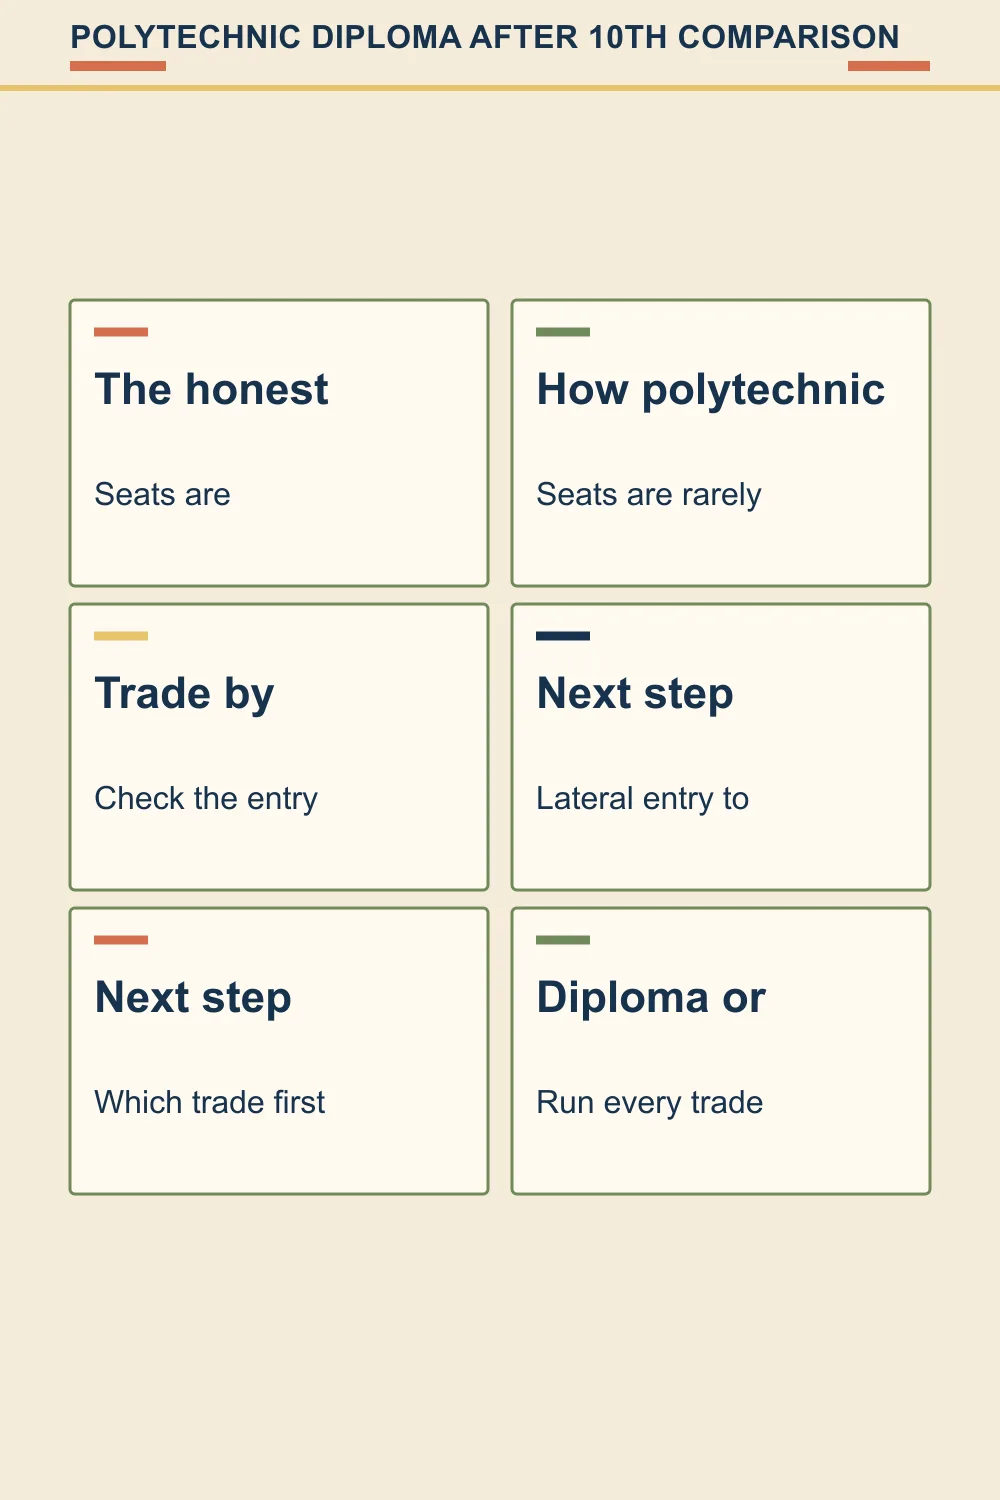 POLYTECHNIC DIPLOMA AFTER 10TH COMPARISON
The honest
Seats are
How polytechnic
Seats are rarely
Trade by
Check the entry
Next step
Lateral entry to
Next step
Which trade first
Diploma or
Run every trade